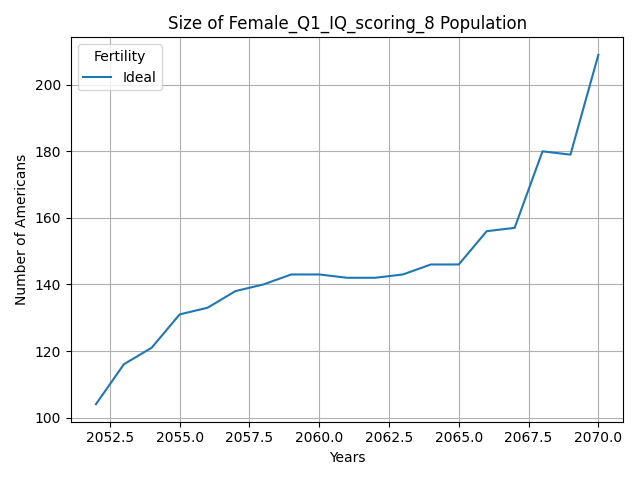 Size of Female_Q1_IQ_scoring_8 Population
Fertility
Ideal
Number of Americans
200
180
160
140
120
100
2052.5 2055.0 2057.5 2060.0 2062.5 2065.0 2067.5 2070.0
Years